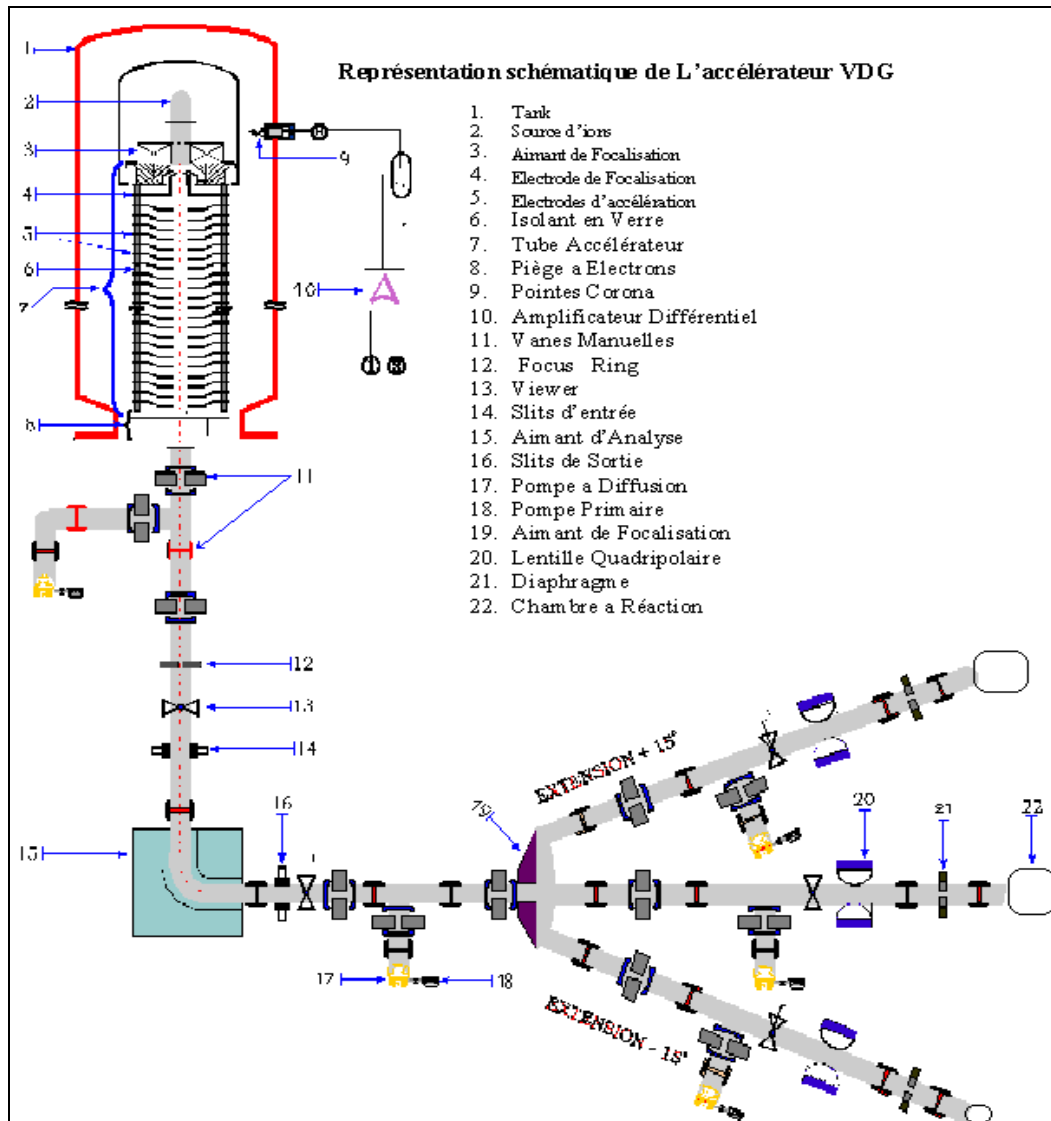 Représentation schématique de L'accélérateur VDG
1. Tank
2. Source d'ions
3. Aimant de Focalisation
4. Electrode de Focalisation
5. Electrodes d'accélération
6. Isolant en Verre
7. Tube Accélérateur
8. Piège a Electrons
9. Pointes Corona
10. Amplificateur Différentiel
11. Vanes Manuelles
12. Focus Ring
13. Viewer
14. Slits d'entrée
15. Aimant d'Analyse
16. Slits de Sortie
17. Pompe a Diffusion
18. Pompe Primaire
19. Aimant de Focalisation
20. Lentille Quadripolaire
21. Diaphragme
22. Chambre a Réaction
1
2
3
4
5
6
7
8
9
10
11
12
13
14
15
16
17
18
19
20
21
22
EXTENSION + 15°
EXTENSION - 15°